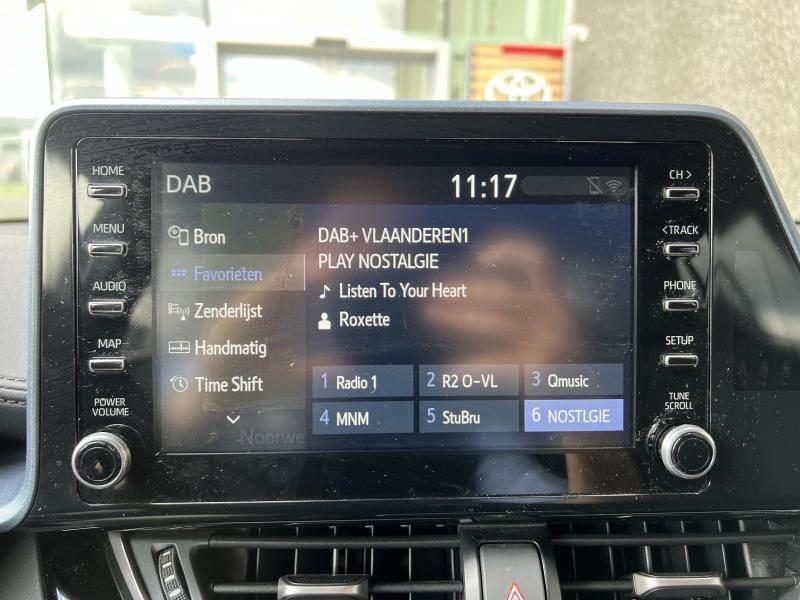 HOME
MENU
AUDIO
MAP
POWER
VOLUME
DAB
11:17
Bron
Favorieten
Zenderlijst
Handmatig
Time Shift
Noorwe
DAB+ VLAANDEREN1
PLAY NOSTALGIE
Listen To Your Heart
Roxette
1 Radio 1
2 R2 O-VL
3 Qmusic
4 MNM
5 StuBru
6 NOSTLGIE
CH >
< TRACK
PHONE
SETUP
TUNE
SCROLL